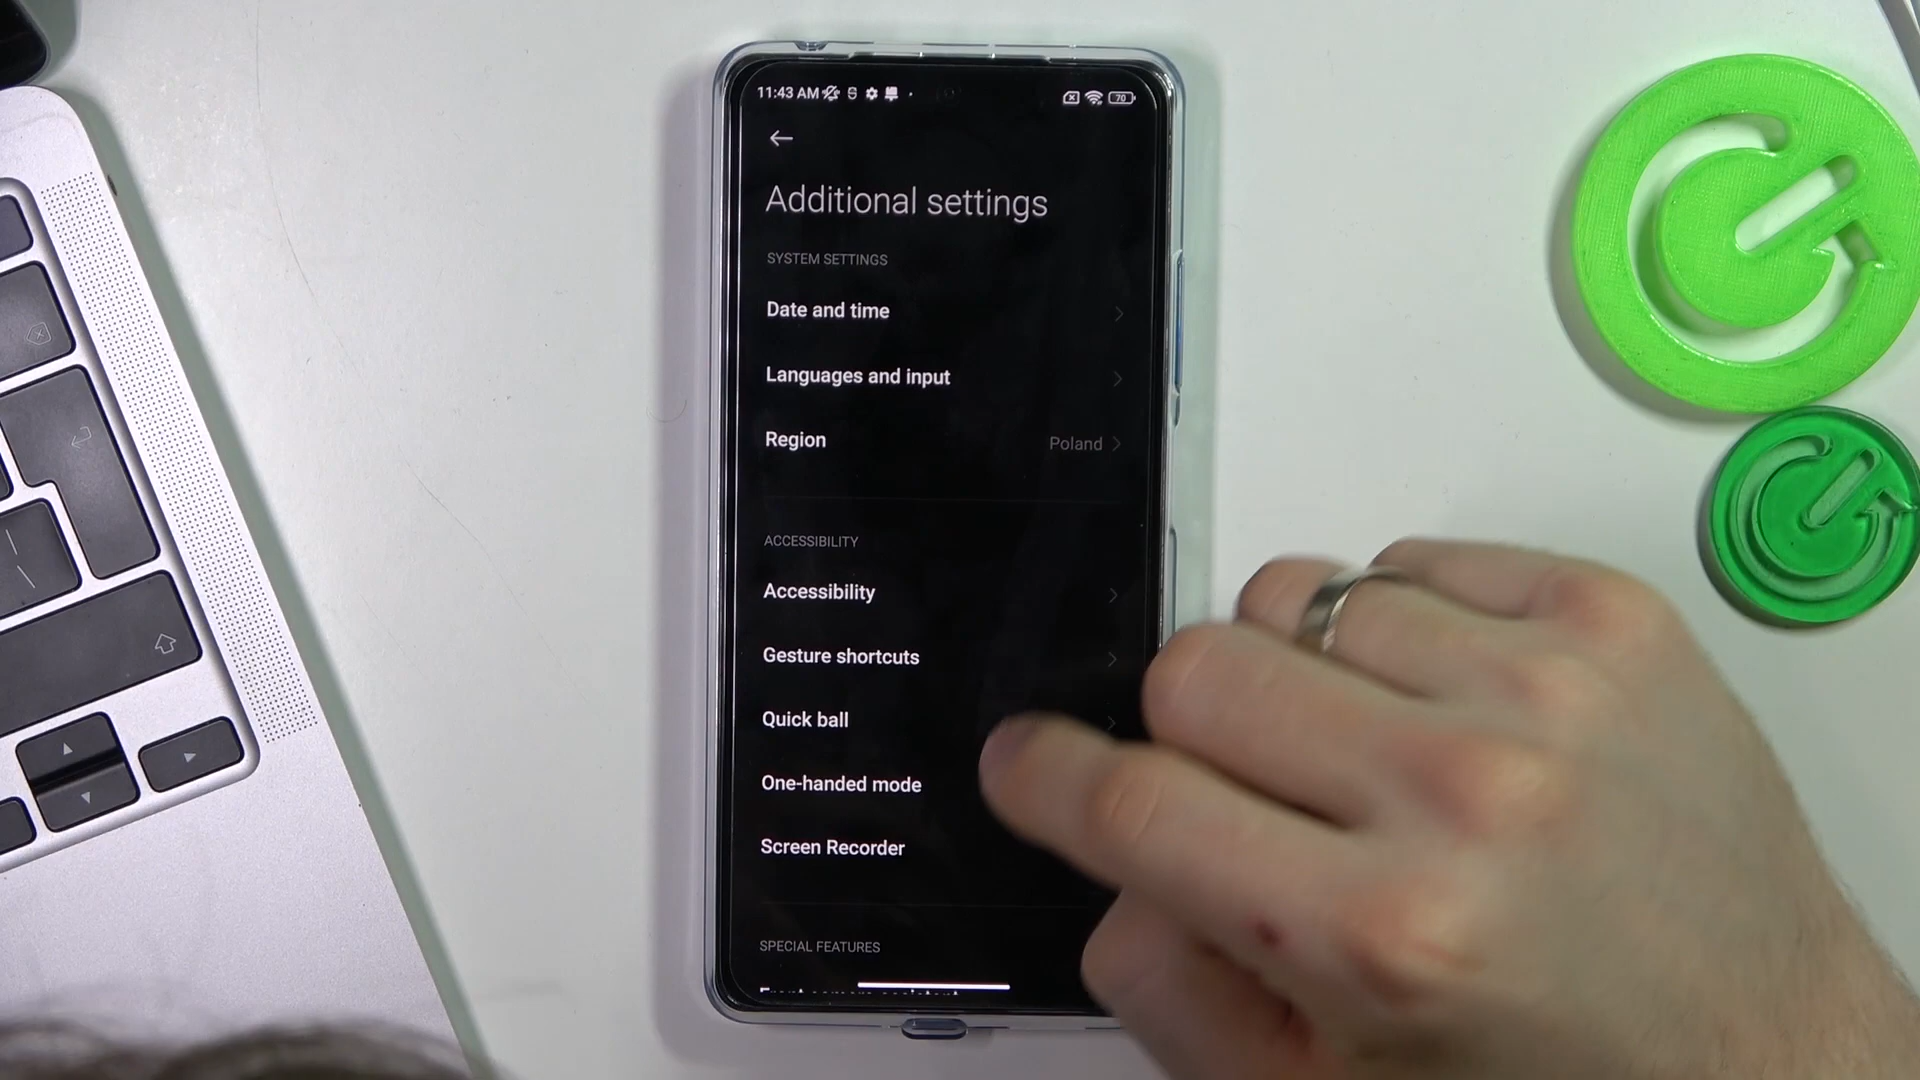 11:43 AM
70
Additional settings
SYSTEM SETTINGS
Date and time
Languages and input
Region
Poland
ACCESSIBILITY
Accessibility
Gesture shortcuts
Quick ball
One-handed mode
Screen Recorder
SPECIAL FEATURES